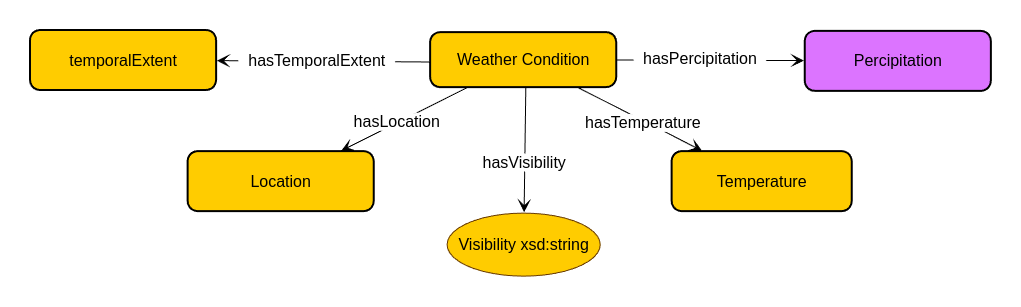 temporalExtent
hasTemporalExtent
Weather Condition
hasPercipitation
Percipitation
hasLocation
hasTemperature
hasVisibility
Location
Temperature
Visibility xsd:string